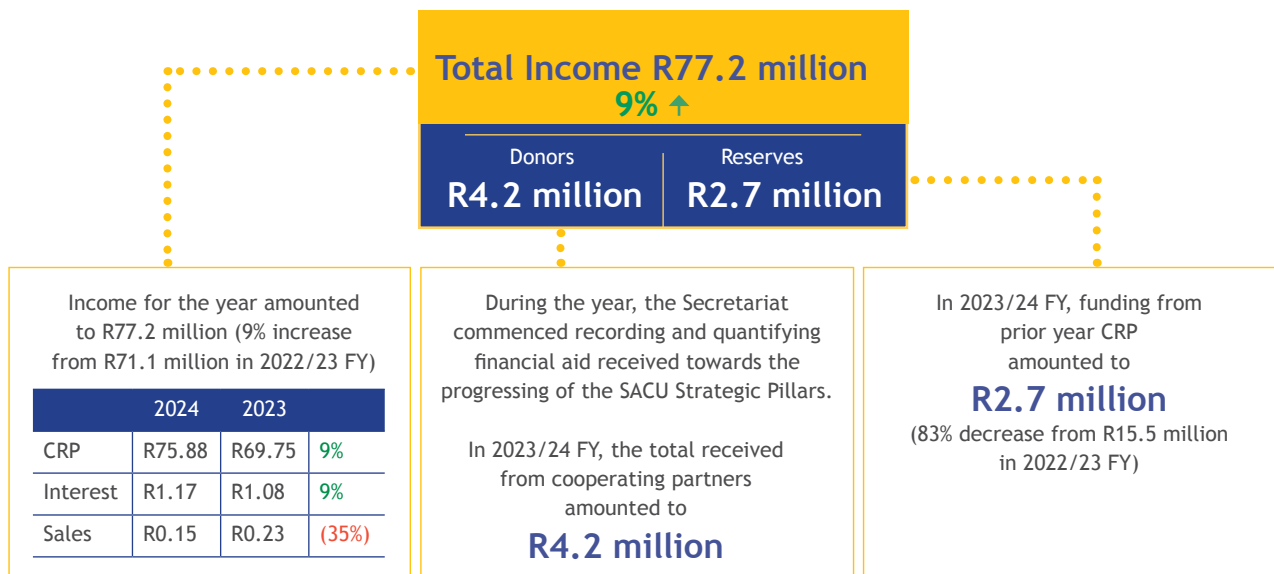 Total Income R77.2 million
9%
Donors
R4.2 million
Reserves
R2.7 million
Income for the year amounted
to R77.2 million (9% increase
from R71.1 million in 2022/23 FY)
2024 2023
CRP R75.88 R69.75 9%
Interest R1.17 R1.08 9%
Sales R0.15 R0.23 (35%)
During the year, the Secretariat
commenced recording and quantifying
financial aid received towards the
progressing of the SACU Strategic Pillars.
In 2023/24 FY, the total received
from cooperating partners
amounted to
R4.2 million
In 2023/24 FY, funding from
prior year CRP
amounted to
R2.7 million
(83% decrease from R15.5 million
in 2022/23 FY)